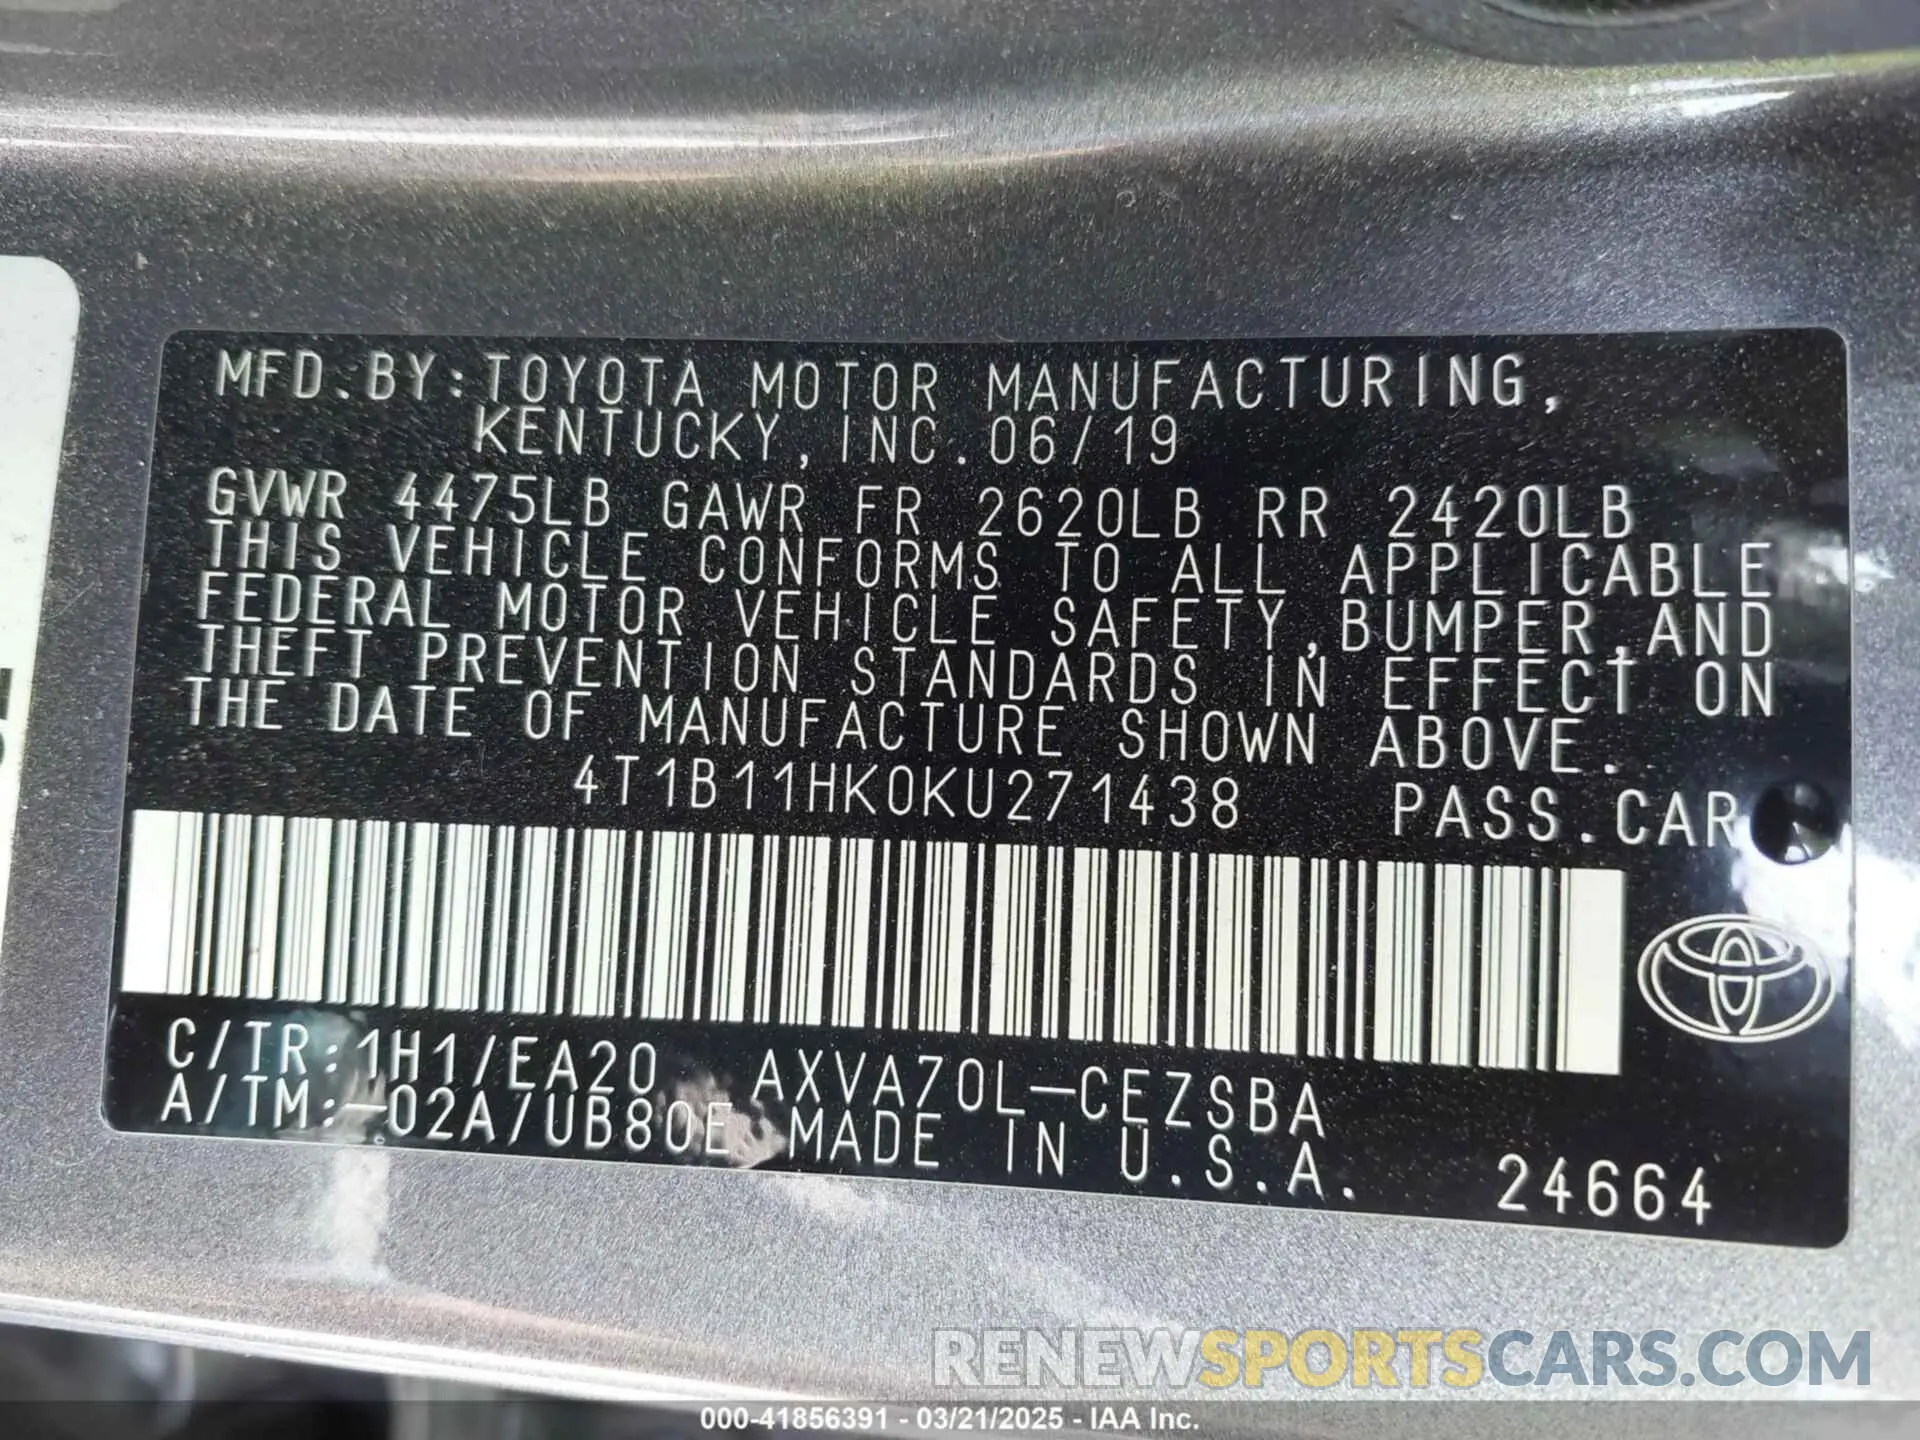 MFD.BY:TOYOTA MOTOR MANUFACTURING,
KENTUCKY,INC.06/19
GVWR 4475LB GAWR FR 2620LB RR 2420LB
THIS VEHICLE CONFORMS TO ALL APPLICABLE
FEDERAL MOTOR VEHICLE SAFETY,BUMPER,AND
THEFT PREVENTION STANDARDS IN EFFECT ON
THE DATE OF MANUFACTURE SHOWN ABOVE.
4T1B11HK0KU271438 PASS.CAR
C/TR:1H1/EA20 AXVA70L-CEZSBA
A/TM:-02A/UB80E MADE IN U.S.A. 24664
RENEWSPORTSCARS.COM
000-41856391 - 03/21/2025 - IAA Inc.